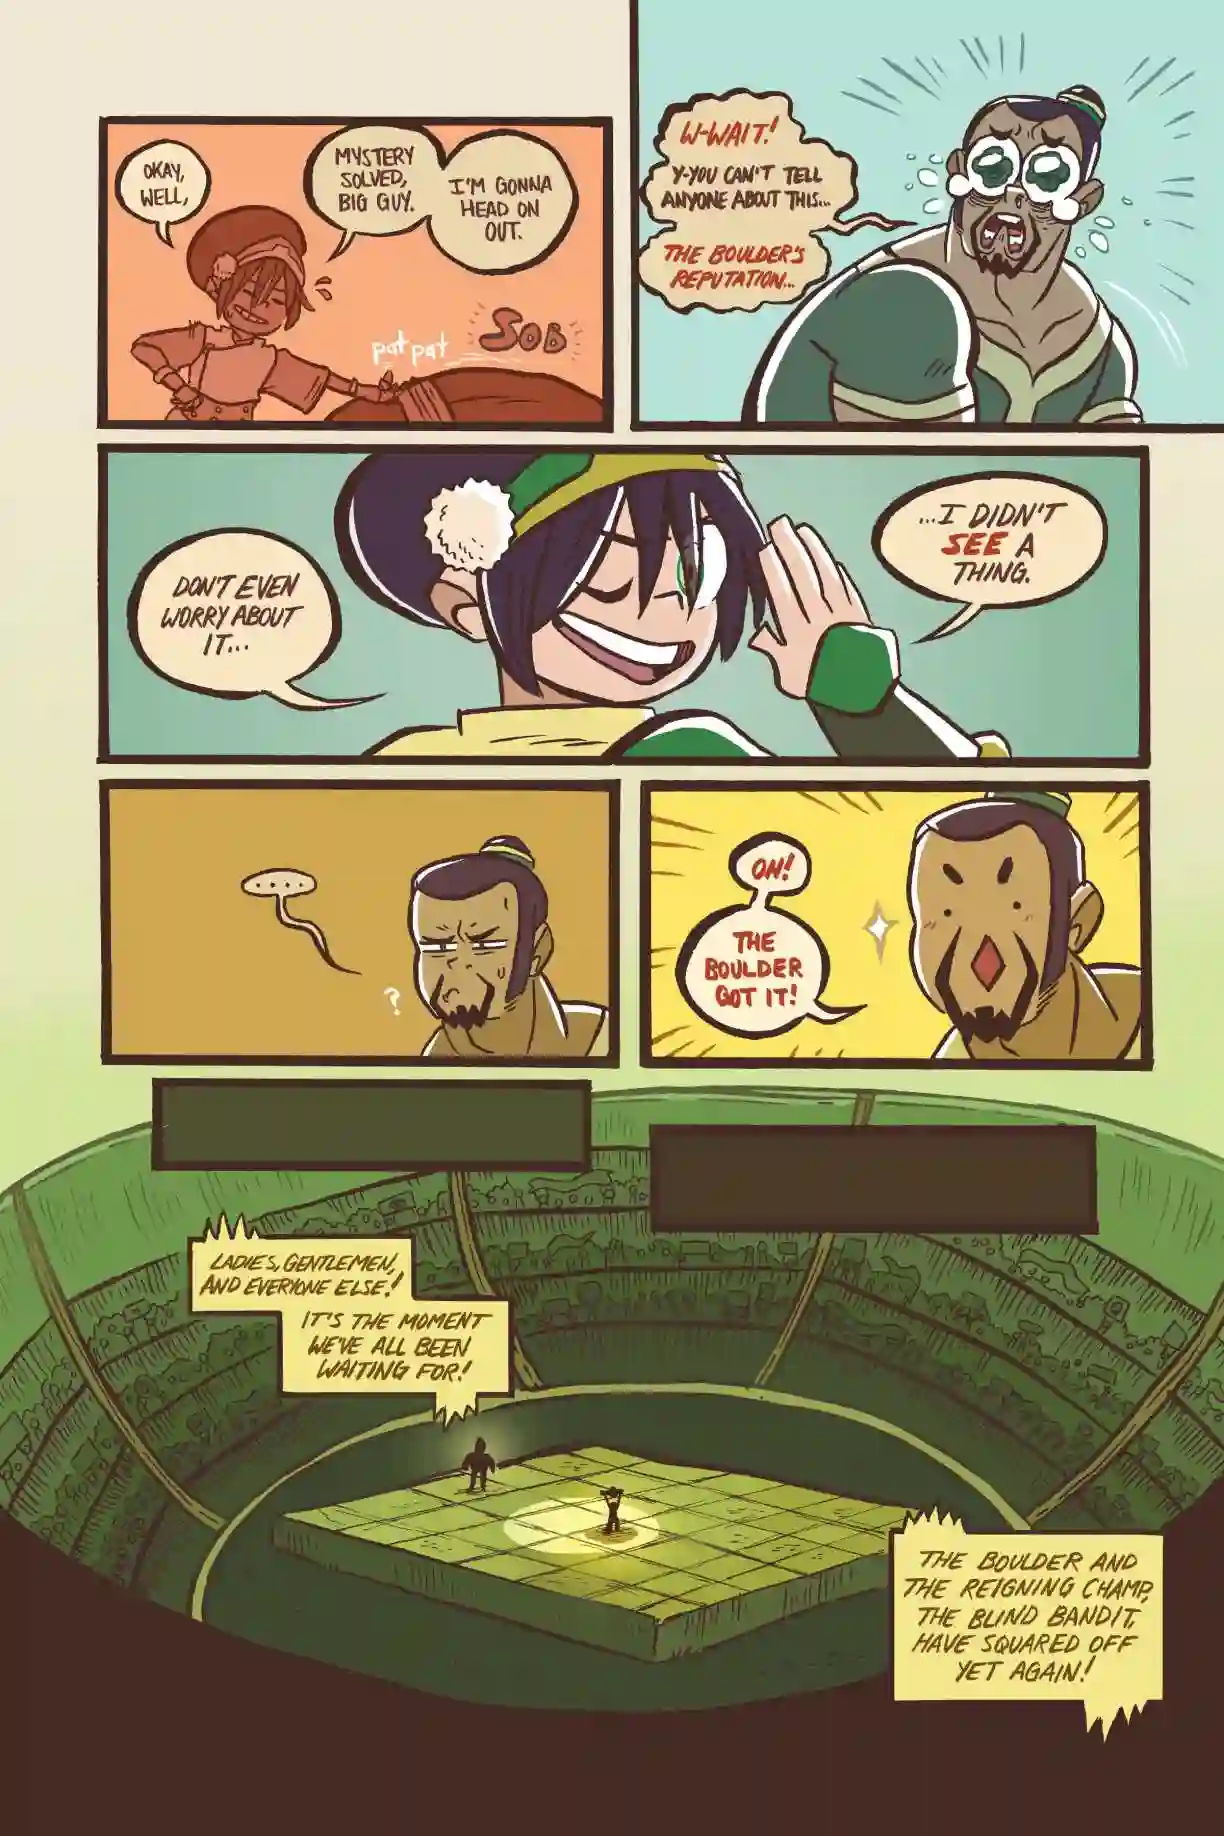 OKAY,
WELL,
MYSTERY
SOLVED,
BIG GUY.
I'M GONNA
HEAD ON
OUT.
pat pat
SOB
W-WAIT!
Y-YOU CAN'T TELL
ANYONE ABOUT THIS...
THE BOULDER'S
REPUTATION...
DON'T EVEN
WORRY ABOUT
IT...
...I DIDN'T
SEE A
THING.
....
?
OH!
THE
BOULDER
GOT IT!
LADIES, GENTLEMEN,
AND EVERYONE ELSE!
IT'S THE MOMENT
WE'VE ALL BEEN
WAITING FOR!
THE BOULDER AND
THE REIGNING CHAMP,
THE BLIND BANDIT,
HAVE SQUARED OFF
YET AGAIN!